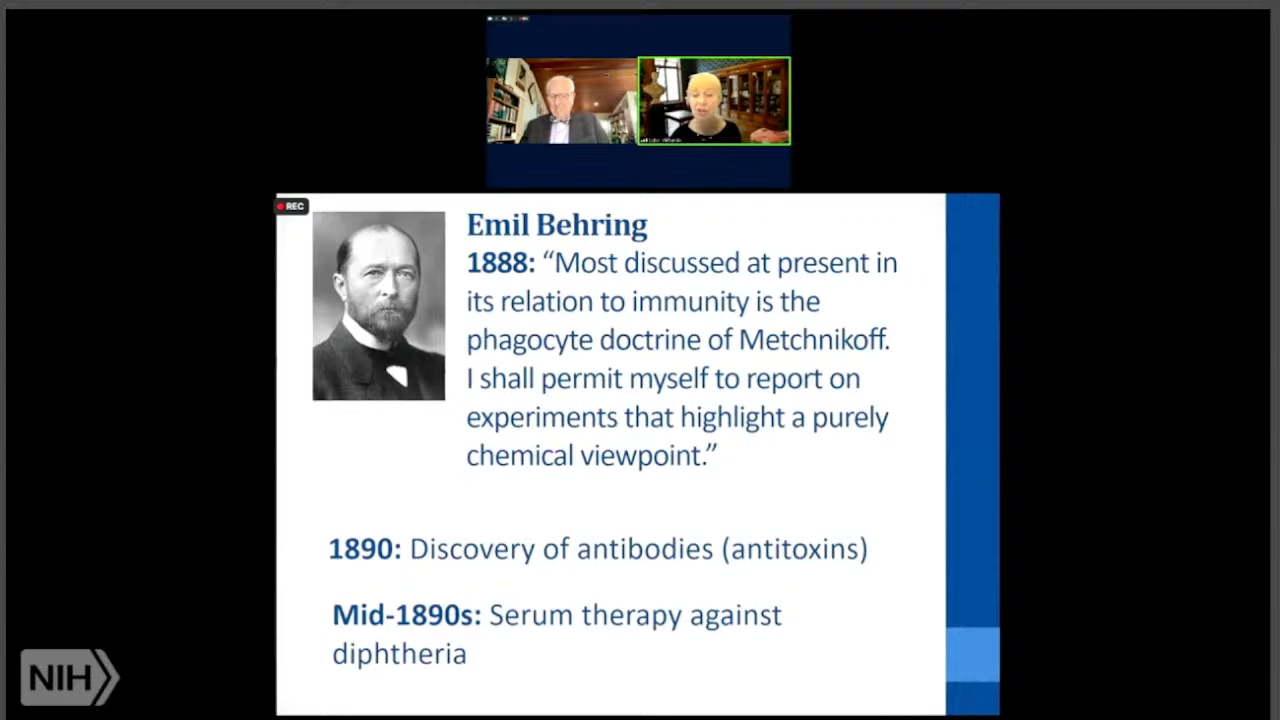 REC
Emil Behring
1888: “Most discussed at present in
its relation to immunity is the
phagocyte doctrine of Metchnikoff.
I shall permit myself to report on
experiments that highlight a purely
chemical viewpoint.”
1890: Discovery of antibodies (antitoxins)
Mid-1890s: Serum therapy against
diphtheria
NIH